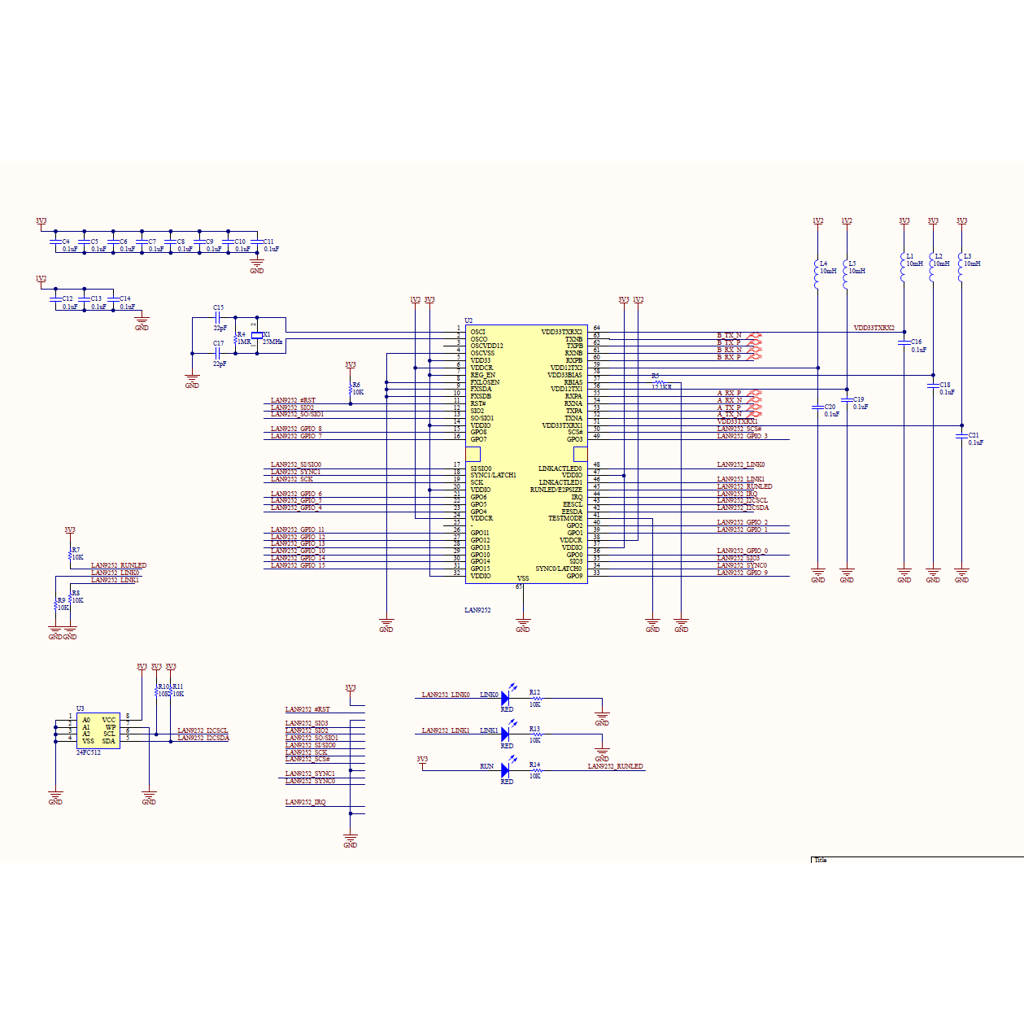 3V3
C4 C5 C6 C7 C8 C9 C10 C11
0.1uF 0.1uF 0.1uF 0.1uF 0.1uF 0.1uF 0.1uF 0.1uF
GND
1V2
C12 C13 C14
0.1uF 0.1uF 0.1uF
GND
C15
22pF
R4
1MR
X1
25MHz
C17
22pF
GND
3V3
R6
10K
1V2 3V3
3V3 1V2
U2
1 OSCI
2 OSCO
3 OSCVDD12
4 OSCVSS
5 VDD33
6 VDDCR
7 REG_EN
8 FXLOSEN
9 FXSDA
10 FXSDB
LAN9252_#RST 11 RST#
LAN9252_SIO2 12 SIO2
LAN9252_SO/SIO1 13 SO/SIO1
14 VDDIO
LAN9252_GPIO_8 15 GPO8
LAN9252_GPIO_7 16 GPO7
LAN9252_SI/SIO0 17 SI/SIO0
LAN9252_SYNC1 18 SYNC1/LATCH1
LAN9252_SCK 19 SCK
20 VDDIO
LAN9252_GPIO_6 21 GPO6
LAN9252_GPIO_5 22 GPO5
LAN9252_GPIO_4 23 GPO4
24 VDDCR
25 -
LAN9252_GPIO_11 26 GPO11
LAN9252_GPIO_12 27 GPO12
LAN9252_GPIO_13 28 GPO13
LAN9252_GPIO_10 29 GPO10
LAN9252_GPIO_14 30 GPO14
LAN9252_GPIO_15 31 GPO15
32 VDDIO
VDD33TXRX2 64 VDD33TXRX2
TXNB 63 B_TX_N
TXPB 62 B_TX_P
RXNB 61 B_RX_N
RXPB 60 B_RX_P
VDD12TX2 59
VDD33BIAS 58
RBIAS 57 R5 12.1KR
VDD12TX1 56
RXPA 55 A_RX_P
RXNA 54 A_RX_N
TXPA 53 A_TX_P
TXNA 52 A_TX_N
VDD33TXRX1 51 VDD33TXRX1
SCS# 50 LAN9252_SCS#
GPO3 49 LAN9252_GPIO_3
LINKACTLED0 48 LAN9252_LINK0
VDDIO 47
LINKACTLED1 46 LAN9252_LINK1
RUNLED/E2PSIZE 45 LAN9252_RUNLED
IRQ 44 LAN9252_IRQ
EESCL 43 LAN9252_I2CSCL
EESDA 42 LAN9252_I2CSDA
TESTMODE 41
GPO2 40 LAN9252_GPIO_2
GPO1 39 LAN9252_GPIO_1
VDDCR 38
VDDIO 37
GPO0 36 LAN9252_GPIO_0
SIO3 35 LAN9252_SIO3
SYNC0/LATCH0 34 LAN9252_SYNC0
GPO9 33 LAN9252_GPIO_9
VSS
65
LAN9252
GND GND GND GND
1V2 1V2 3V3 3V3 3V3
L4 L5 L1 L2 L3
10mH 10mH 10mH 10mH 10mH
C16
0.1uF
C18
0.1uF
C19
0.1uF
C20
0.1uF
C21
0.1uF
GND GND GND GND GND
3V3
R7
10K
LAN9252_RUNLED
LAN9252_LINK0
LAN9252_LINK1
R9
10K
R8
10K
GND GND
3V3 3V3 3V3
R10 R11
10K 10K
U3
1 A0 VCC 8
2 A1 WP 7
3 A2 SCL 6 LAN9252_I2CSCL
4 VSS SDA 5 LAN9252_I2CSDA
24FC512
GND GND
3V3
LAN9252_#RST
LAN9252_SIO3
LAN9252_SIO2
LAN9252_SO/SIO1
LAN9252_SI/SIO0
LAN9252_SCK
LAN9252_SCS#
LAN9252_SYNC1
LAN9252_SYNC0
LAN9252_IRQ
GND
LAN9252_LINK0 LINK0 R12
RED 10K
GND
LAN9252_LINK1 LINK1 R13
RED 10K
GND
3V3
RUN R14 LAN9252_RUNLED
RED 10K
Title